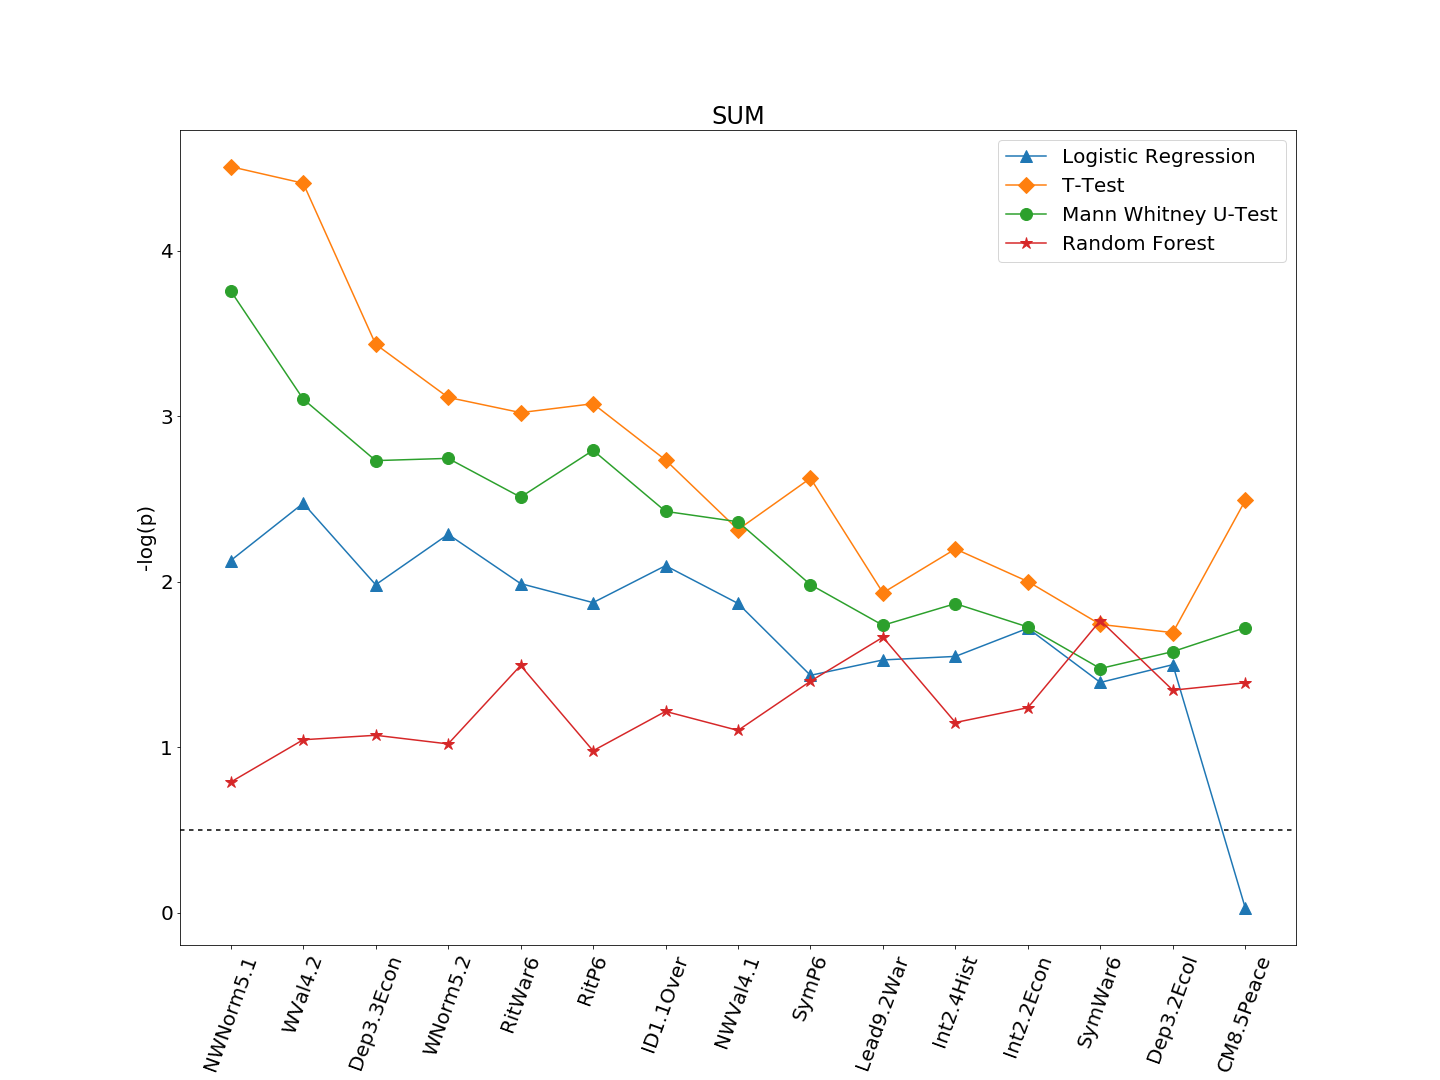 SUM
Logistic Regression
T-Test
Mann Whitney U-Test
Random Forest
-log(p)
4
3
2
1
0
NWNorm5.1
WVal4.2
Dep3.3Econ
WNorm5.2
RitWar6
RitP6
ID1.1Over
NWVal4.1
SymP6
Lead9.2War
Int2.4Hist
Int2.2Econ
SymWar6
Dep3.2Ecol
CM8.5Peace